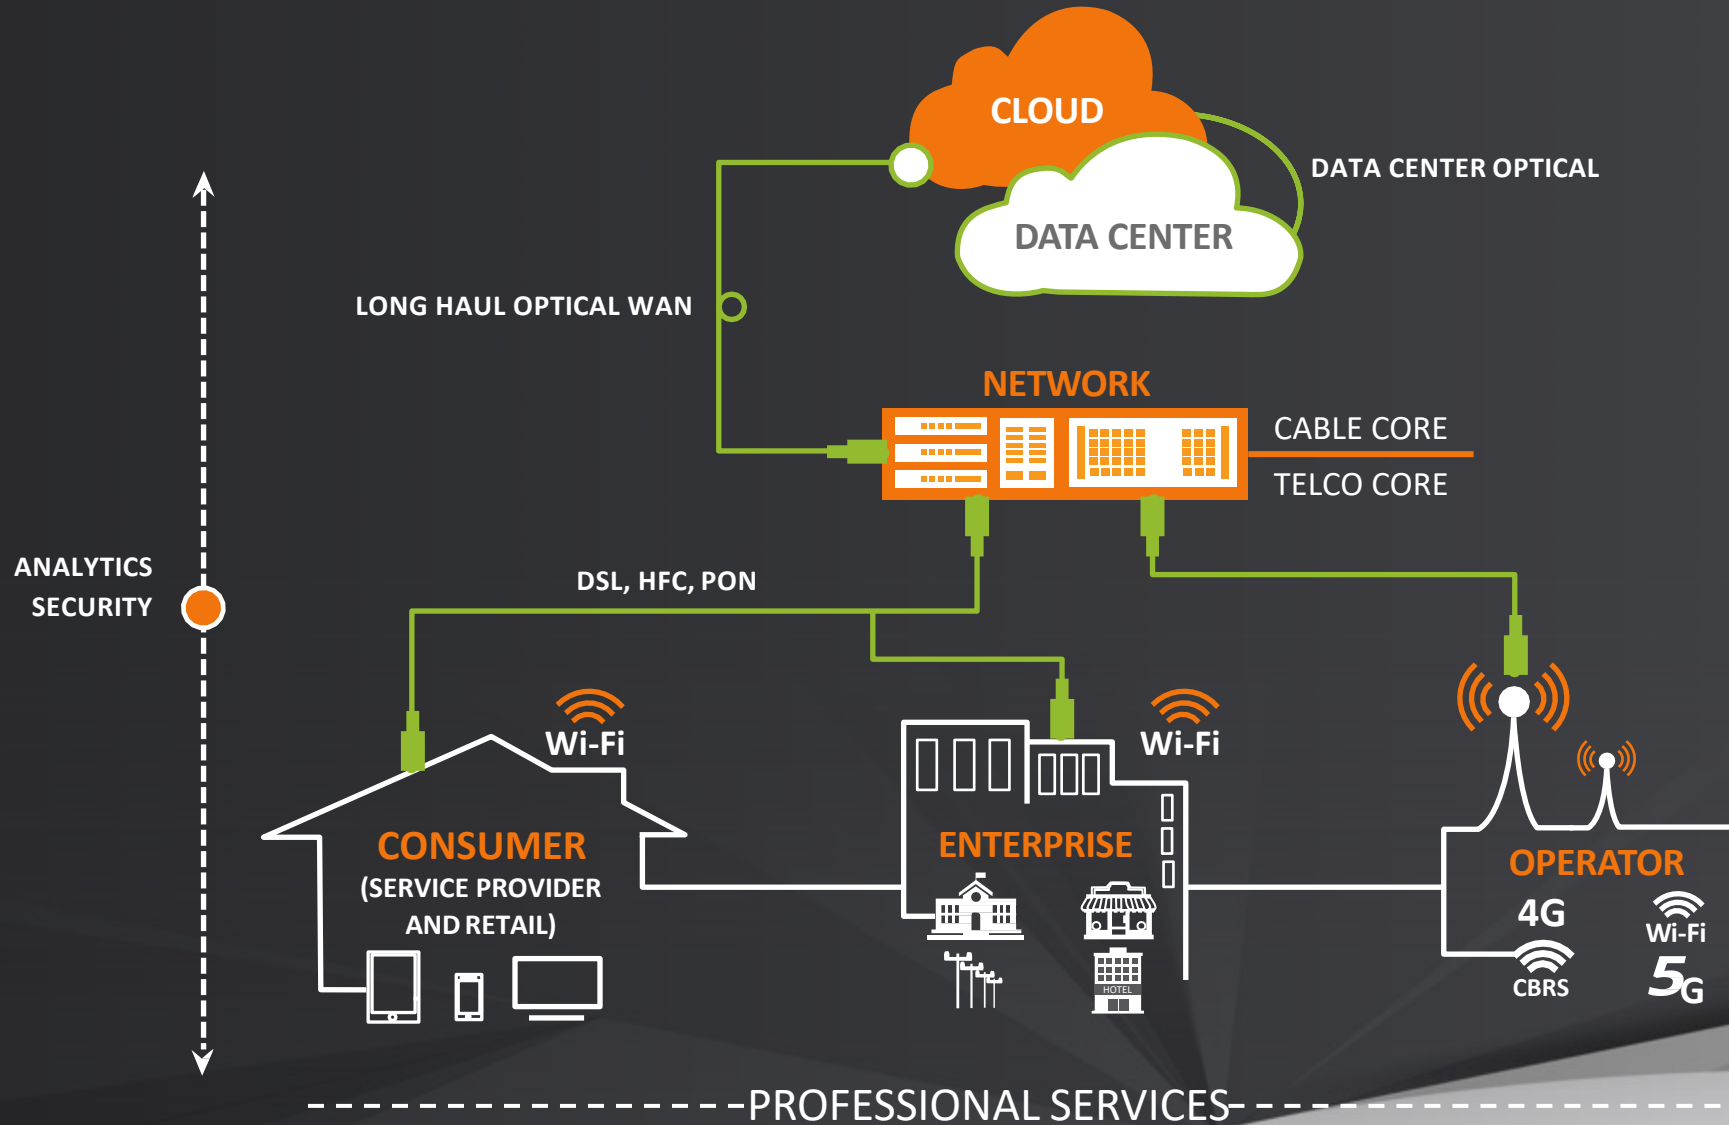 CLOUD
DATA CENTER OPTICAL
DATA CENTER
LONG HAUL OPTICAL WAN
NETWORK
CABLE CORE
TELCO CORE
ANALYTICS
SECURITY
DSL, HFC, PON
Wi-Fi
Wi-Fi
CONSUMER
(SERVICE PROVIDER
AND RETAIL)
ENTERPRISE
HOTEL
OPERATOR
4G
Wi-Fi
CBRS
5G
PROFESSIONAL SERVICES